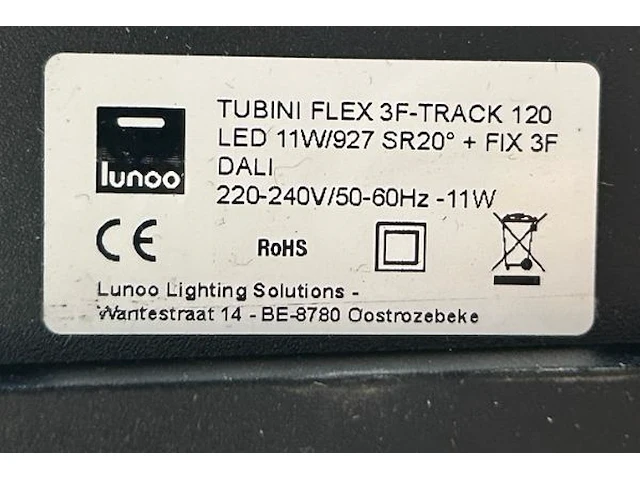 TUBINI FLEX 3F-TRACK 120
LED 11W/927 SR20° + FIX 3F
DALI
220-240V/50-60Hz -11W
lunoo
CE
RoHS
Lunoo Lighting Solutions -
Wantestraat 14 - BE-8780 Oostrozebeke